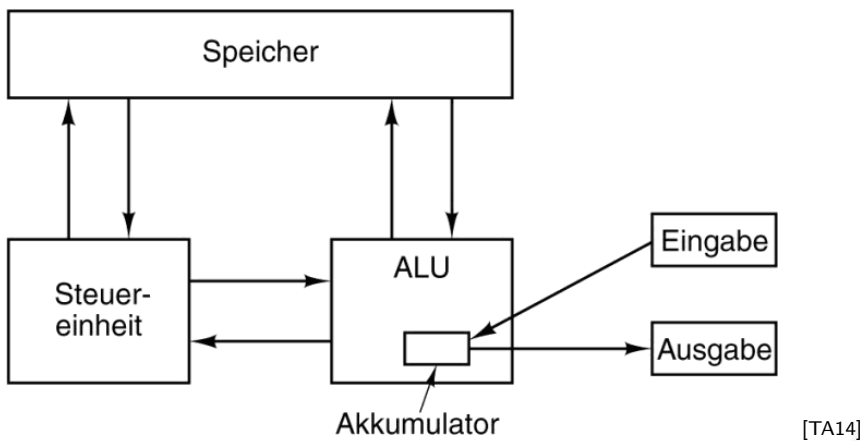 Speicher
Steuer-
einheit
ALU
Eingabe
Ausgabe
Akkumulator
[TA14]